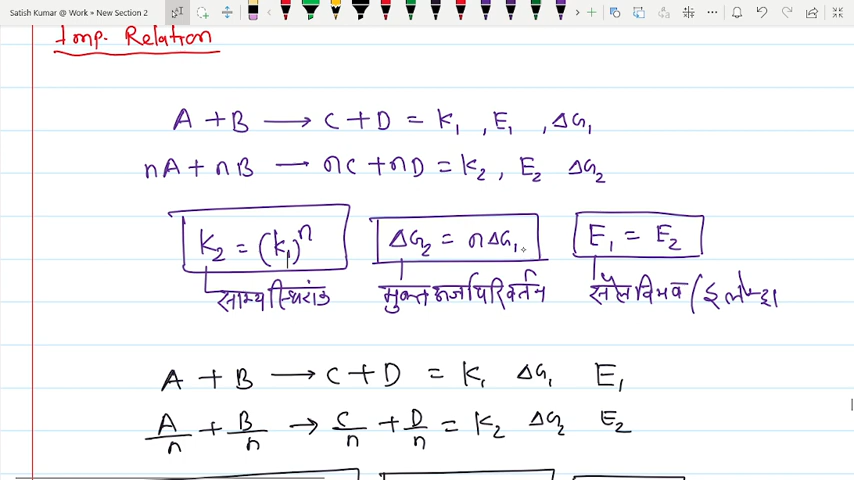 Satish Kumar @ Work » New Section 2
Imp. Relation
A + B → C + D = K₁ , E₁ , ΔG₁
nA + nB → nC + nD = K₂ , E₂ ΔG₂
K₂ = (K₁)ⁿ ΔG₂ = nΔG₁ E₁ = E₂
साम्य स्थिरांक मुक्त ऊर्जा परिवर्तन सेल विभव (
A + B → C + D = K₁ ΔG₁ E₁
A/n + B/n → C/n + D/n = K₂ ΔG₂ E₂